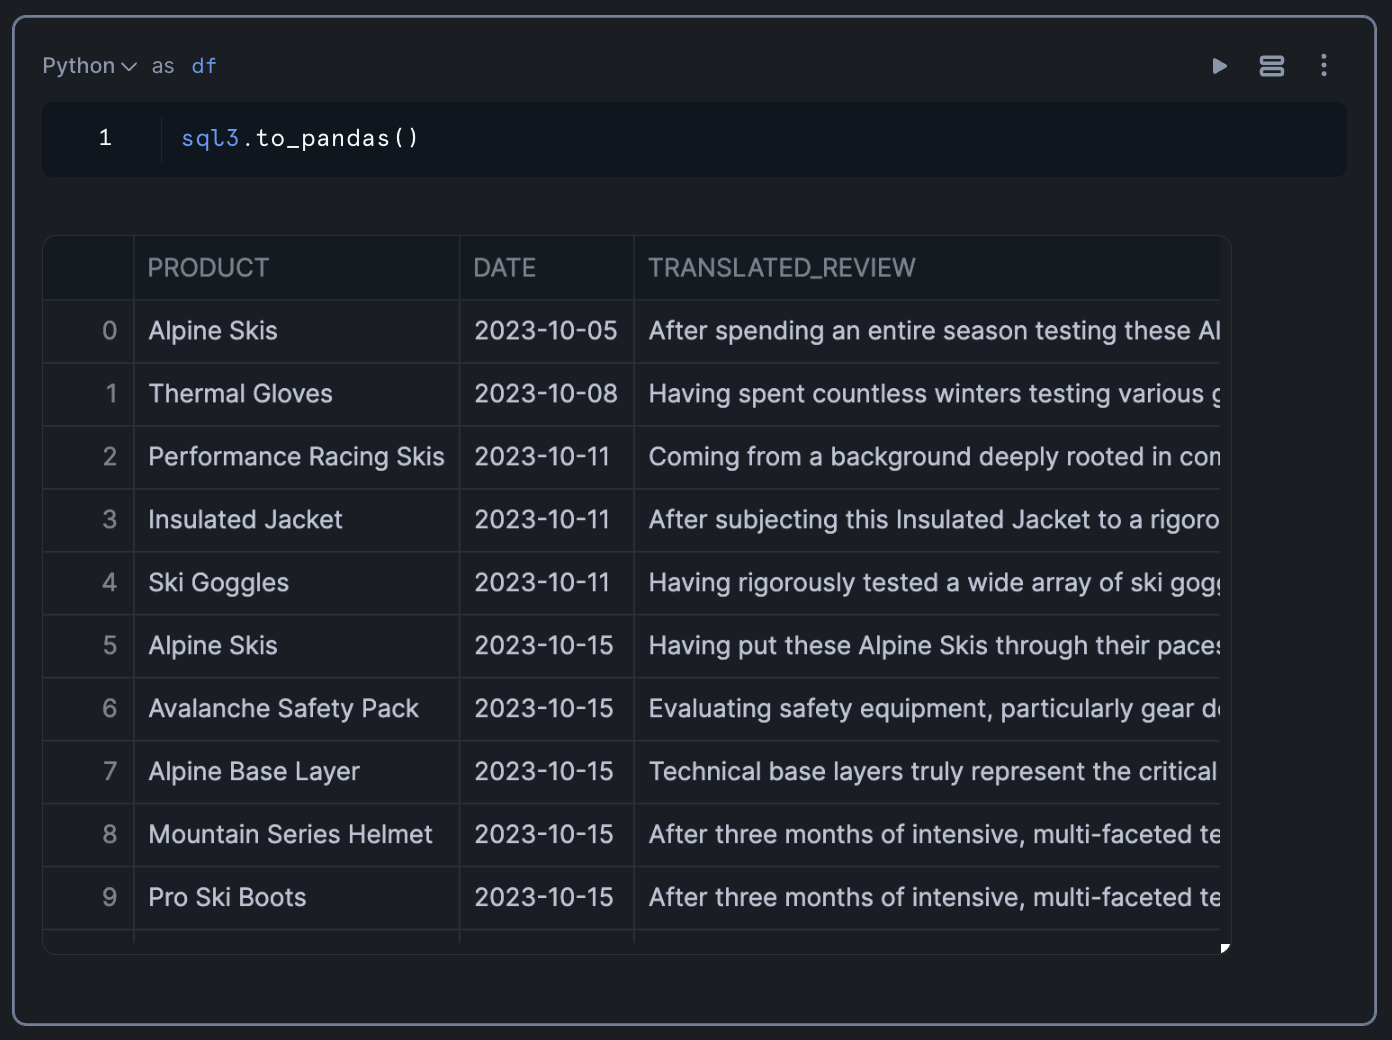 Python as df
1 sql3.to_pandas()
PRODUCT DATE TRANSLATED_REVIEW
0 Alpine Skis 2023-10-05 After spending an entire season testing these Al
1 Thermal Gloves 2023-10-08 Having spent countless winters testing various
2 Performance Racing Skis 2023-10-11 Coming from a background deeply rooted in
3 Insulated Jacket 2023-10-11 After subjecting this Insulated Jacket to a rigoro
4 Ski Goggles 2023-10-11 Having rigorously tested a wide array of ski
5 Alpine Skis 2023-10-15 Having put these Alpine Skis through their paces
6 Avalanche Safety Pack 2023-10-15 Evaluating safety equipment, particularly gear
7 Alpine Base Layer 2023-10-15 Technical base layers truly represent the critical
8 Mountain Series Helmet 2023-10-15 After three months of intensive, multi-faceted te
9 Pro Ski Boots 2023-10-15 After three months of intensive, multi-faceted te